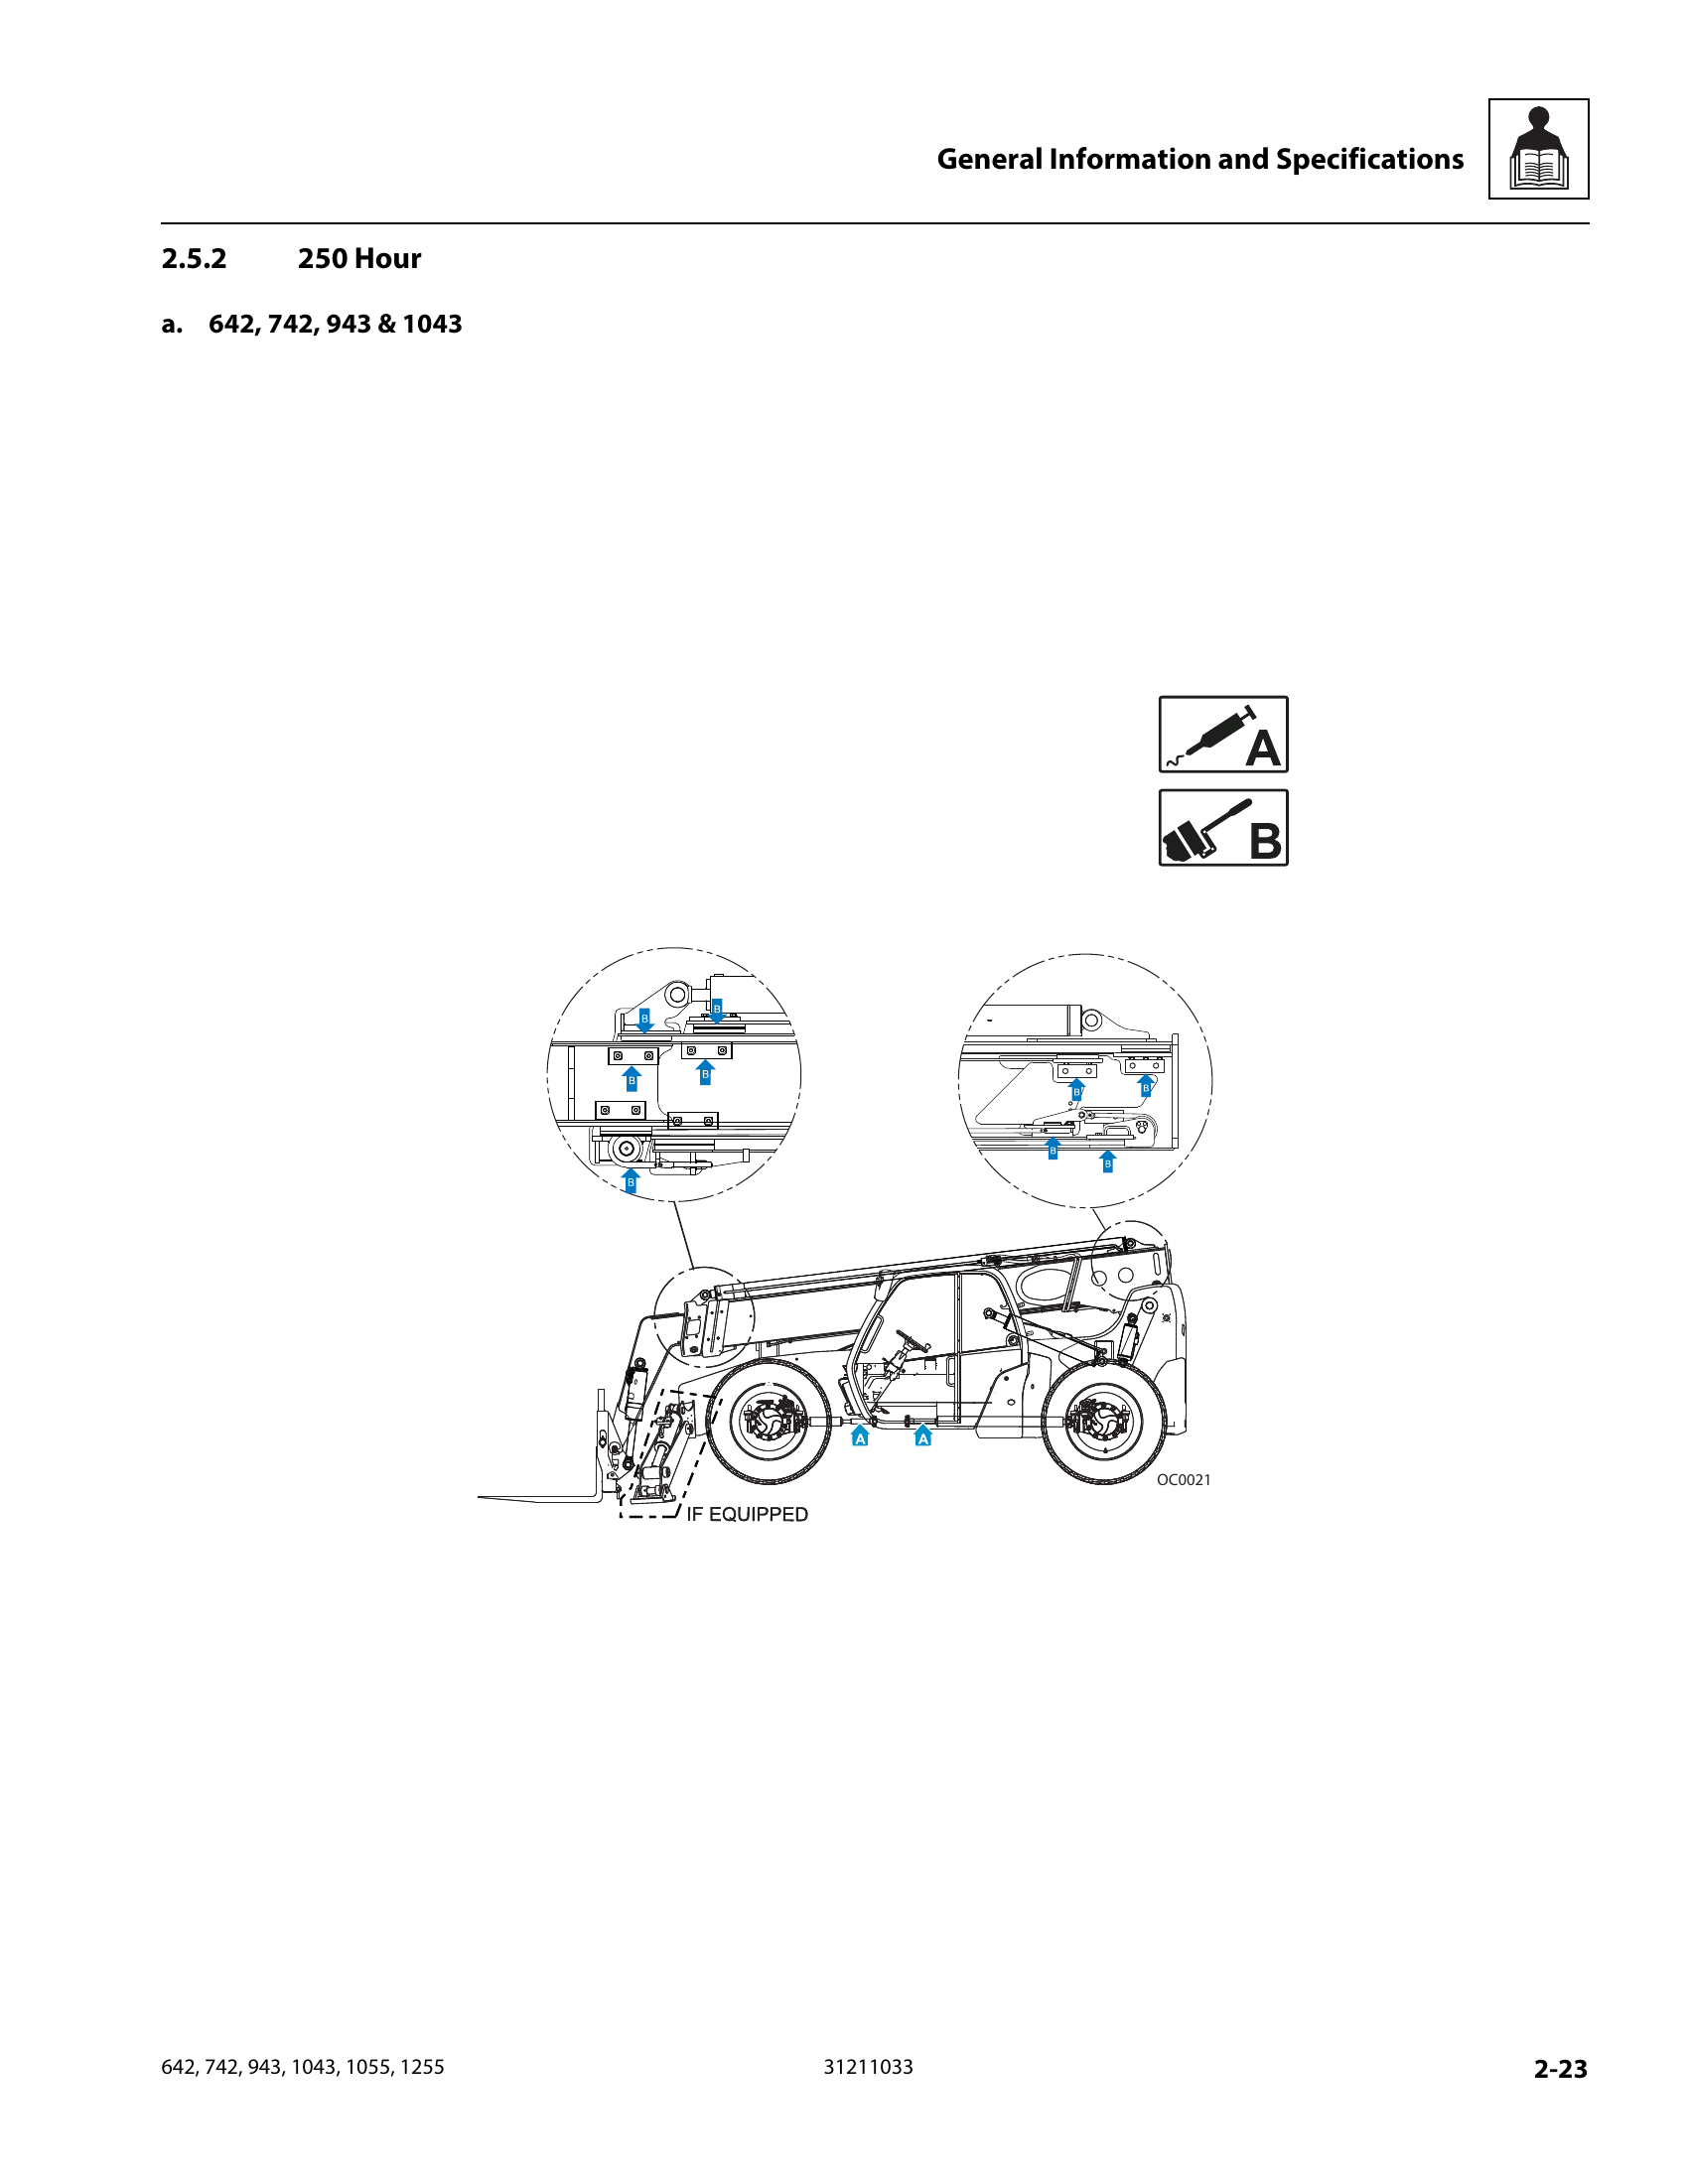 General Information and Specifications
2.5.2 250 Hour
a. 642, 742, 943 & 1043
A
B
B
B
B
B
B
B
B
B
B
A
A
OC0021
IF EQUIPPED
642, 742, 943, 1043, 1055, 1255
31211033
2-23